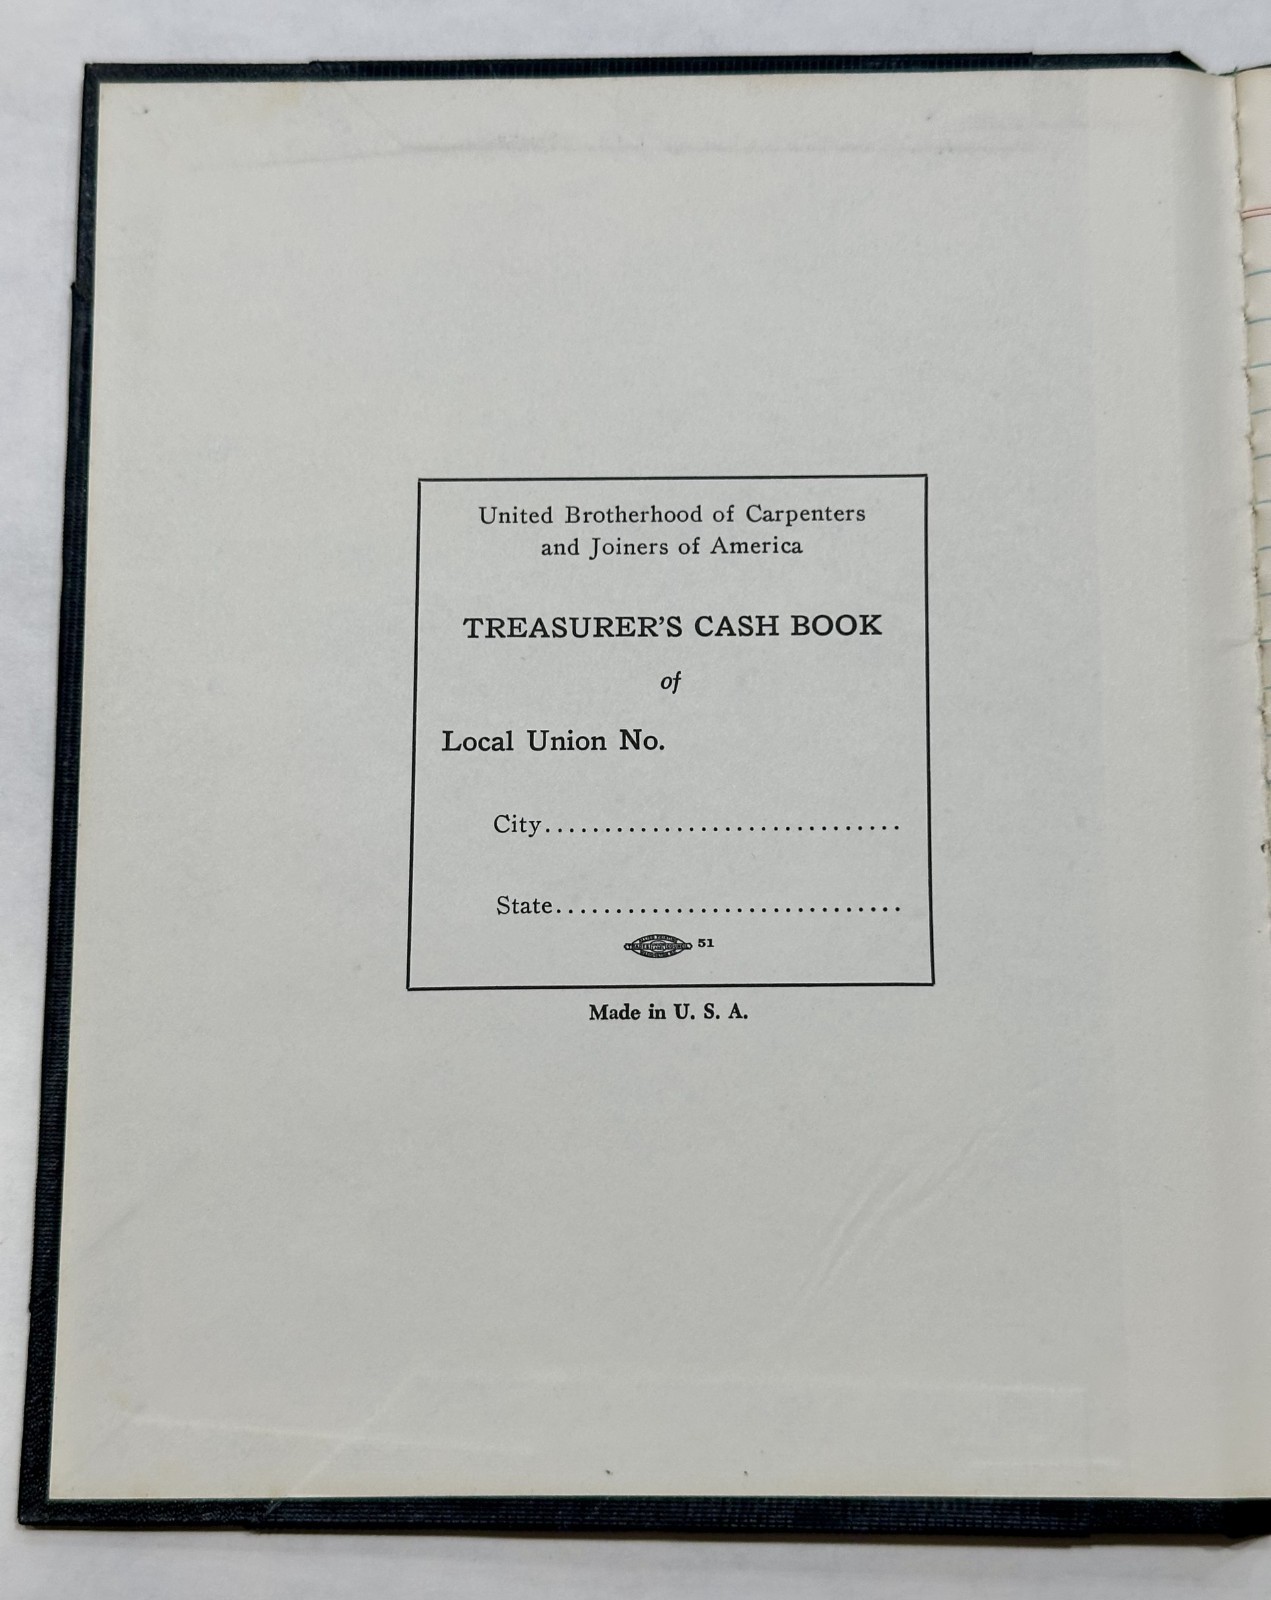 United Brotherhood of Carpenters
and Joiners of America
TREASURER'S CASH BOOK
of
Local Union No.
City..............................
State.............................
51
Made in U. S. A.